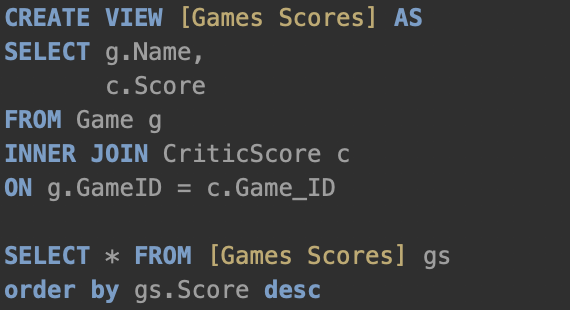 CREATE VIEW [Games Scores] AS
SELECT g.Name,
       c.Score
FROM Game g
INNER JOIN CriticScore c
ON g.GameID = c.Game_ID

SELECT * FROM [Games Scores] gs
order by gs.Score desc